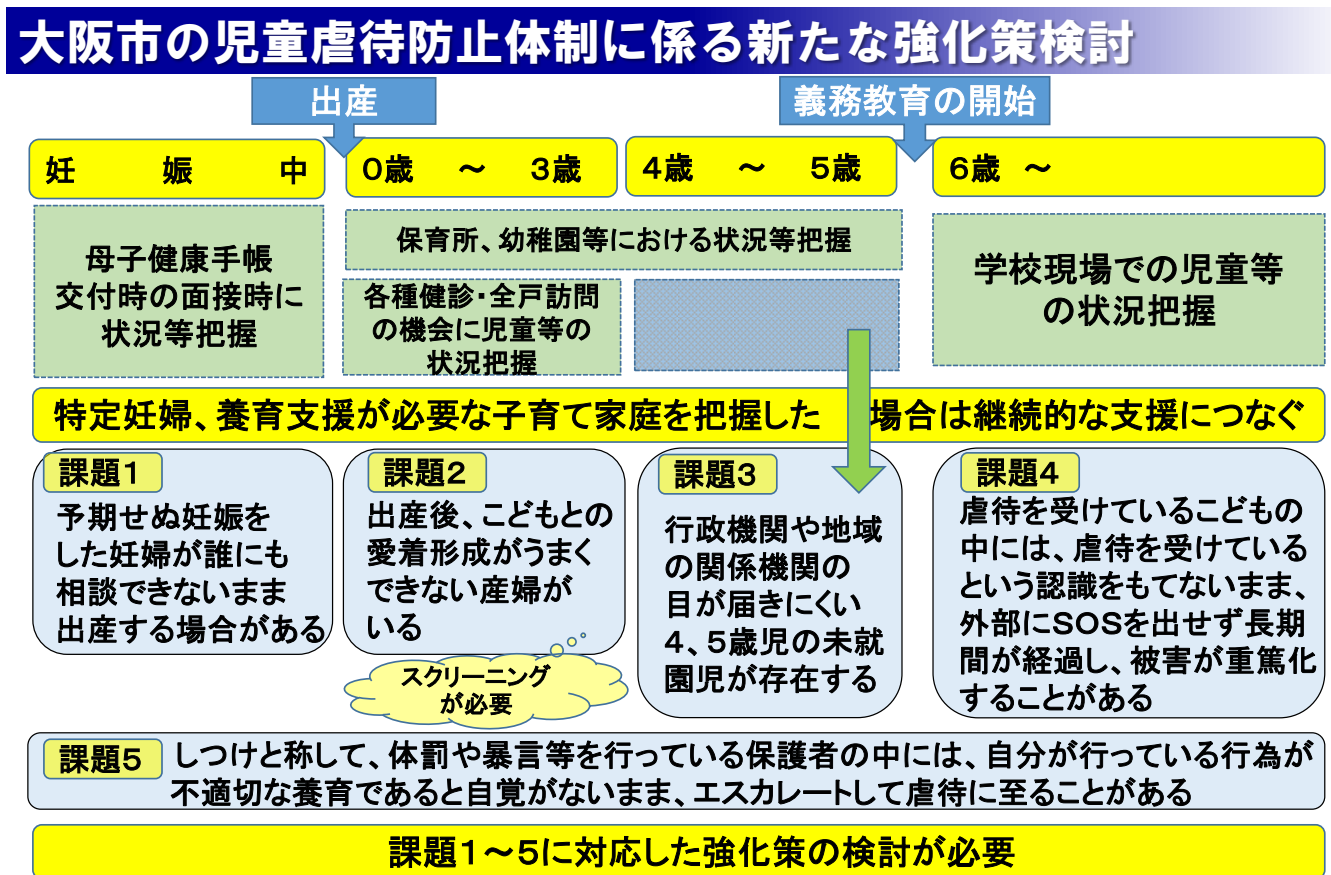 大阪市の児童虐待防止体制に係る新たな強化策検討
出産
義務教育の開始
妊　娠　中
０歳　～　３歳
４歳　～　５歳
６歳　～
母子健康手帳
交付時の面接時に
状況等把握
保育所、幼稚園等における状況等把握
各種健診・全戸訪問
の機会に児童等の
状況把握
学校現場での児童等
の状況把握
特定妊婦、養育支援が必要な子育て家庭を把握した　場合は継続的な支援につなぐ
課題１
予期せぬ妊娠を
した妊婦が誰にも
相談できないまま
出産する場合がある
課題２
出産後、こどもとの
愛着形成がうまく
できない産婦が
いる
スクリーニング
が必要
課題３
行政機関や地域
の関係機関の
目が届きにくい
４、５歳児の未就
園児が存在する
課題４
虐待を受けているこどもの
中には、虐待を受けている
という認識をもてないまま、
外部にＳＯＳを出せず長期
間が経過し、被害が重篤化
することがある
課題５
しつけと称して、体罰や暴言等を行っている保護者の中には、自分が行っている行為が
不適切な養育であると自覚がないまま、エスカレートして虐待に至ることがある
課題１～５に対応した強化策の検討が必要